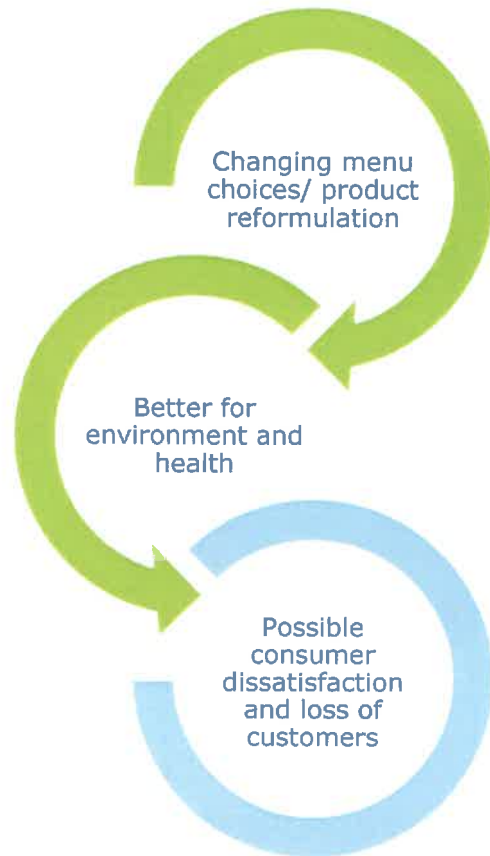 Changing menu
choices/ product
reformulation
Better for
environment and
health
Possible
consumer
dissatisfaction
and loss of
customers